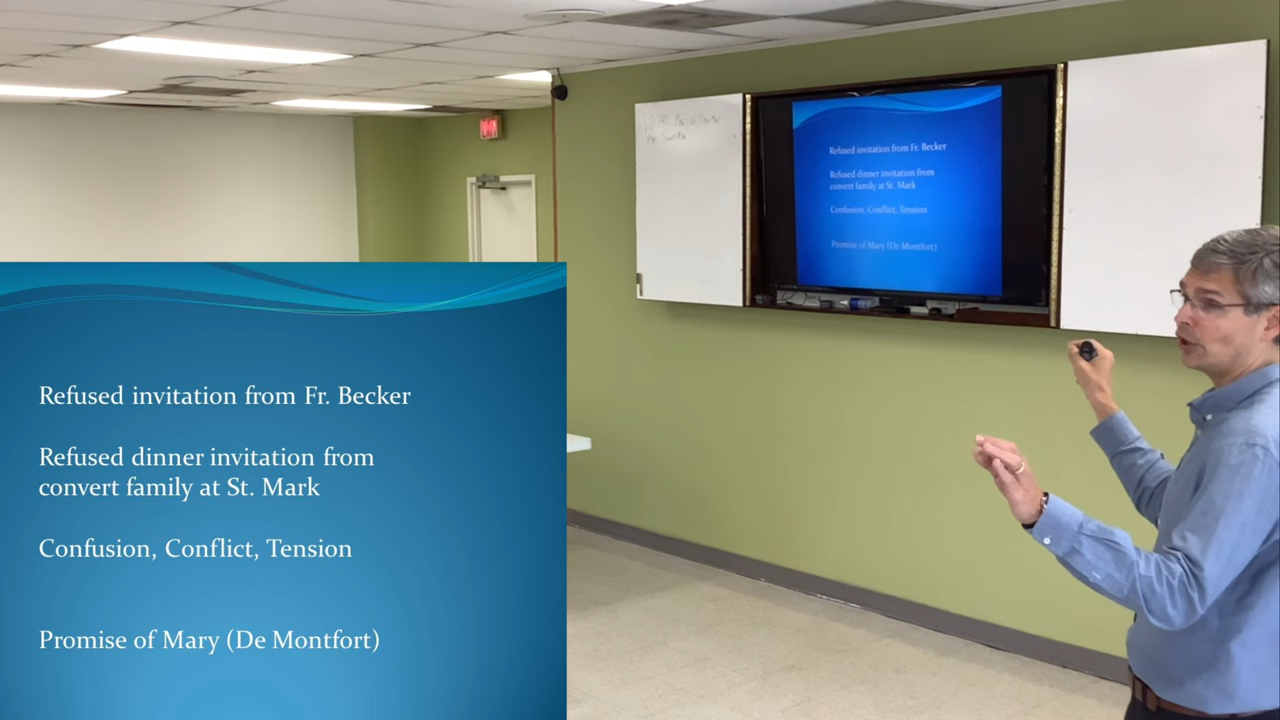 Refused invitation from Fr. Becker
Refused dinner invitation from
convert family at St. Mark
Confusion, Conflict, Tension
Promise of Mary (De Montfort)
EXIT
Refused invitation from Fr. Becker
Refused dinner invitation from
convert family at St. Mark
Confusion, Conflict, Tension
Promise of Mary (De Montfort)